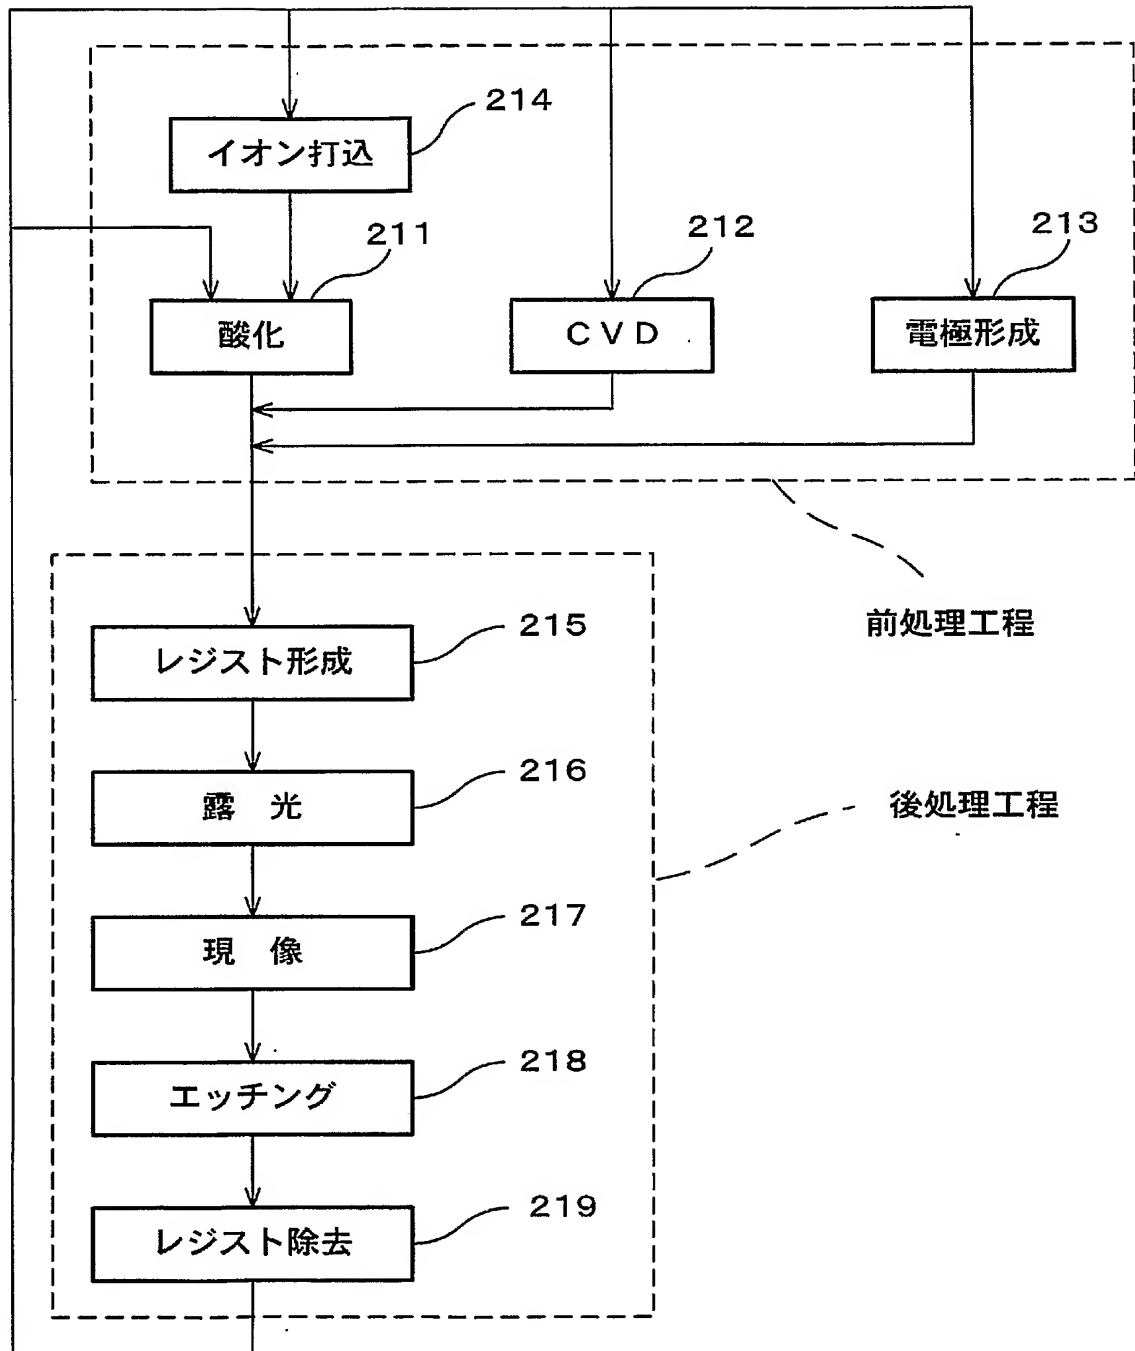 214
イオン打込
211
212
213
酸化
ＣＶＤ
電極形成
前処理工程
215
レジスト形成
216
露　光
後処理工程
217
現　像
218
エッチング
219
レジスト除去